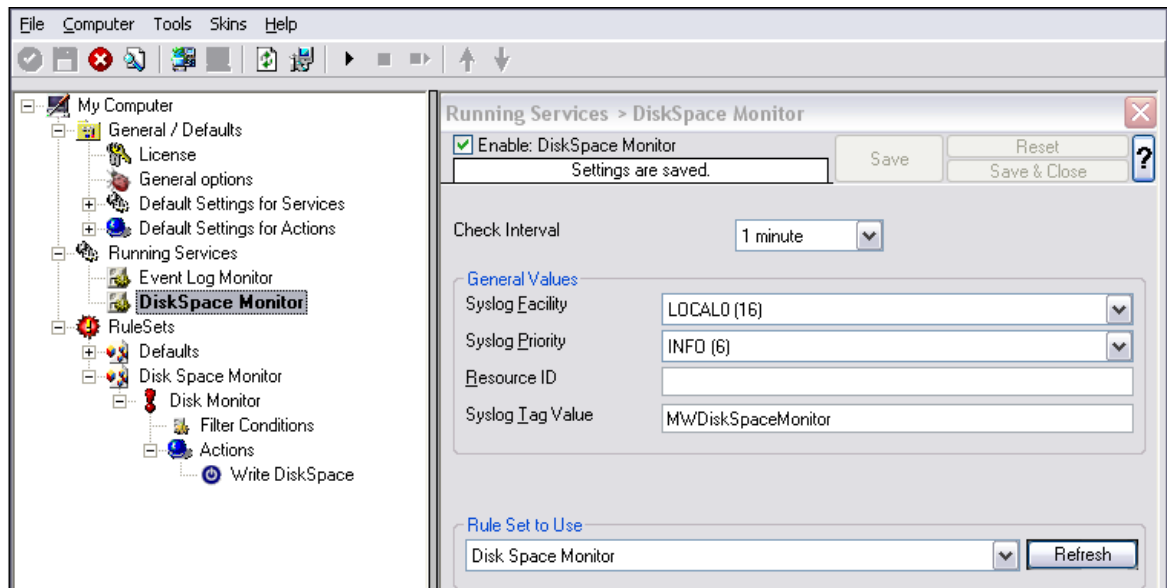 File Computer Tools Skins Help
My Computer
General / Defaults
License
General options
Default Settings for Services
Default Settings for Actions
Running Services
Event Log Monitor
DiskSpace Monitor
RuleSets
Defaults
Disk Space Monitor
Disk Monitor
Filter Conditions
Actions
Write DiskSpace
Running Services > DiskSpace Monitor
Enable: DiskSpace Monitor
Settings are saved.
Save
Reset
Save & Close
?
Check Interval
1 minute
General Values
Syslog Facility
LOCAL0 (16)
Syslog Priority
INFO (6)
Resource ID
Syslog Tag Value
MWDiskSpaceMonitor
Rule Set to Use
Disk Space Monitor
Refresh